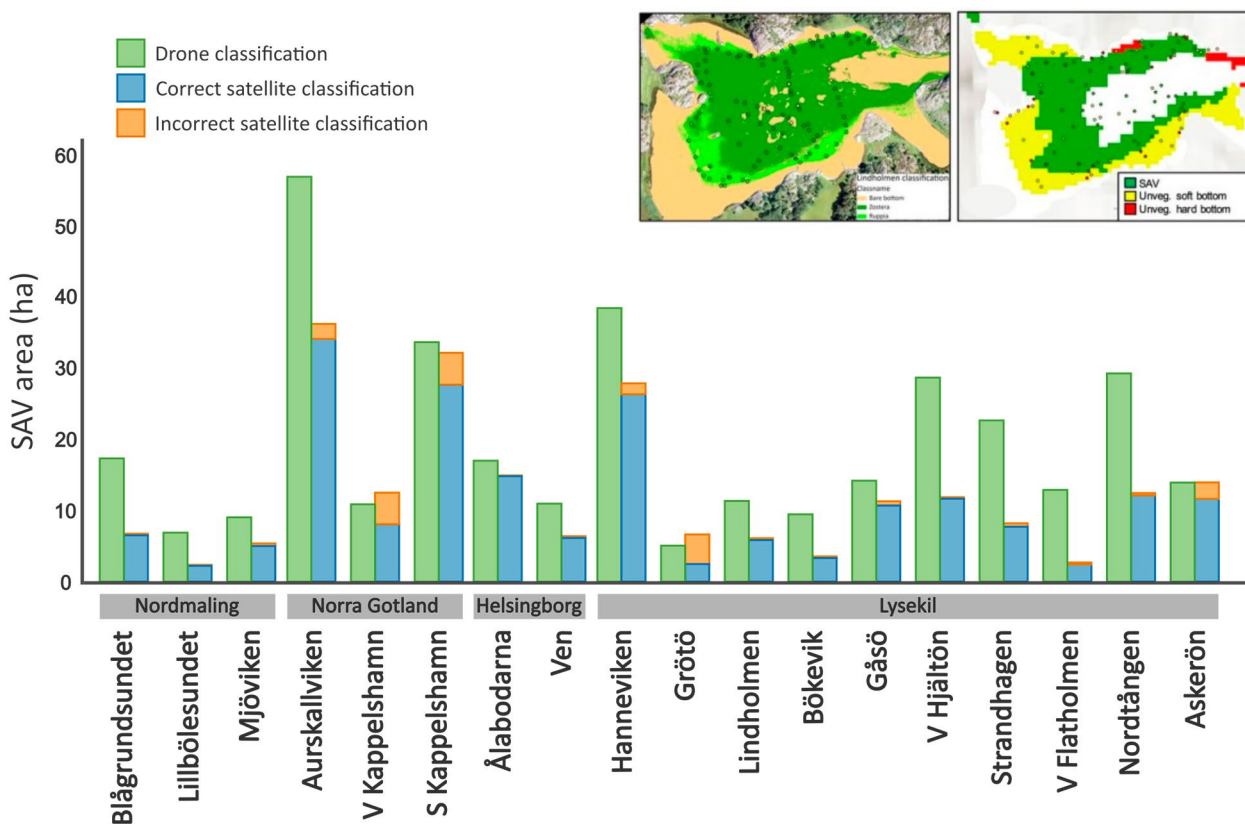 Drone classification
Correct satellite classification
Incorrect satellite classification
Lindholmen classification
Classname
Bare bottom
Zostera
Ruppia
SAV
Unveg. soft bottom
Unveg. hard bottom
SAV area (ha)
60
50
40
30
20
10
0
Nordmaling
Norra Gotland
Helsingborg
Lysekil
Blågrundsundet
Lillbölesundet
Mjöviken
Aurskallviken
V Kappelshamn
S Kappelshamn
Ålabodarna
Ven
Hanneviken
Grötö
Lindholmen
Bökevik
Gåsö
V Hjältön
Strandhagen
V Flatholmen
Nordtången
Askerön